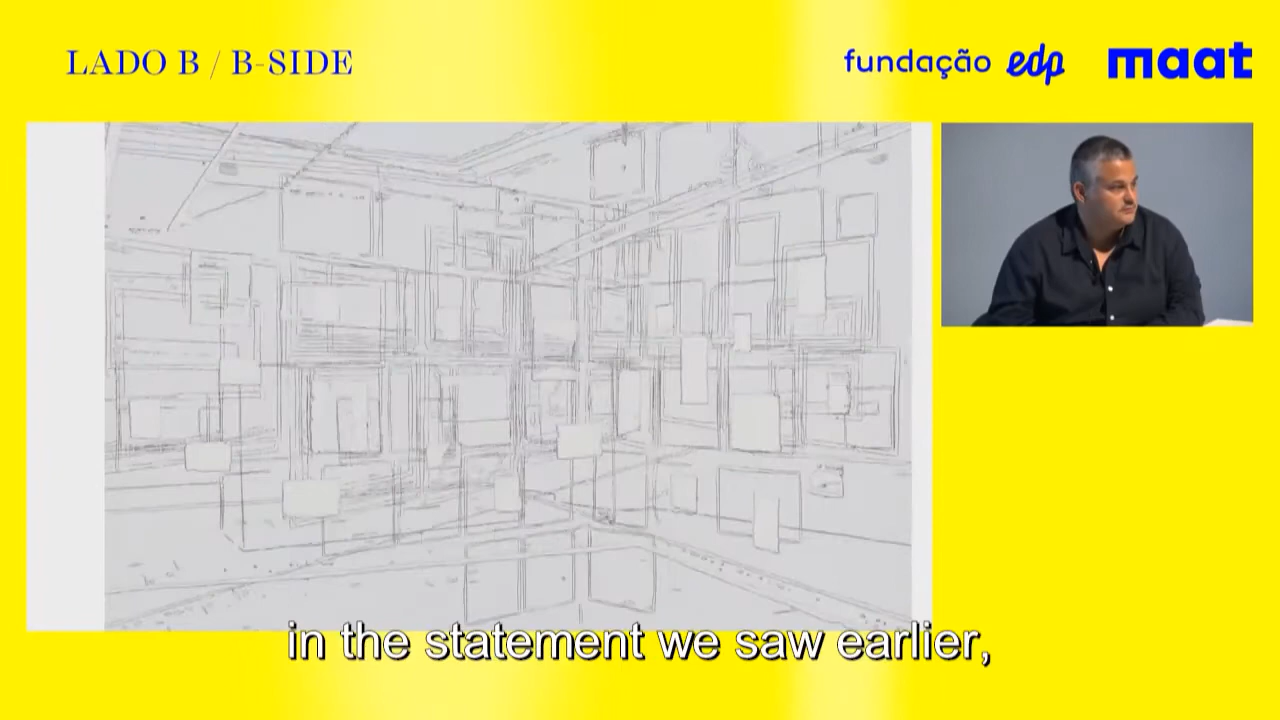 LADO B / B-SIDE
fundação edp maat
in the statement we saw earlier,